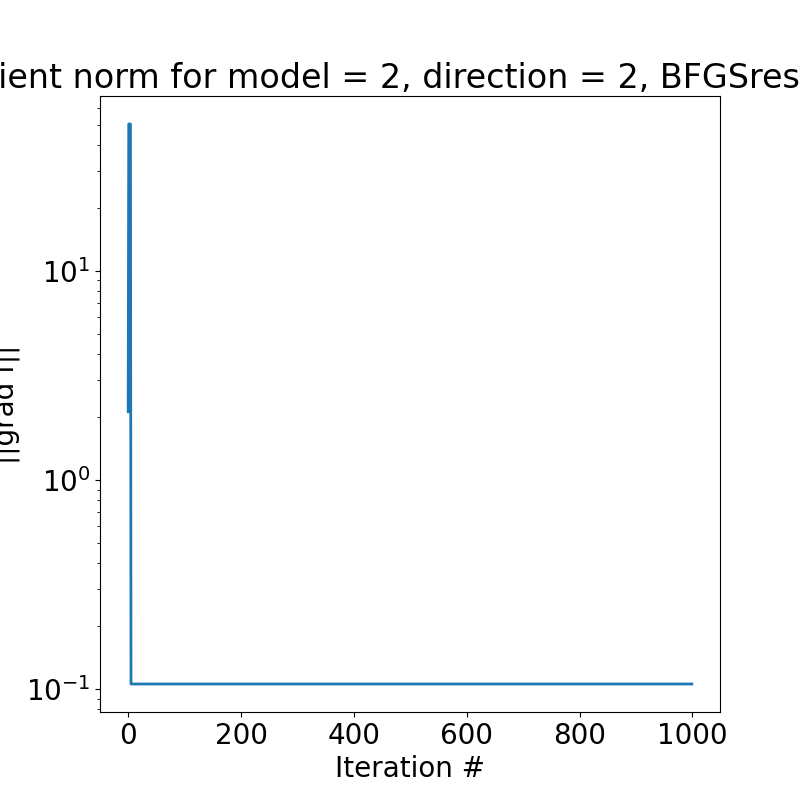 ient norm for model = 2, direction = 2, BFGSres
10¹
10⁰
10⁻¹
||grad f||
0 200 400 600 800 1000
Iteration #